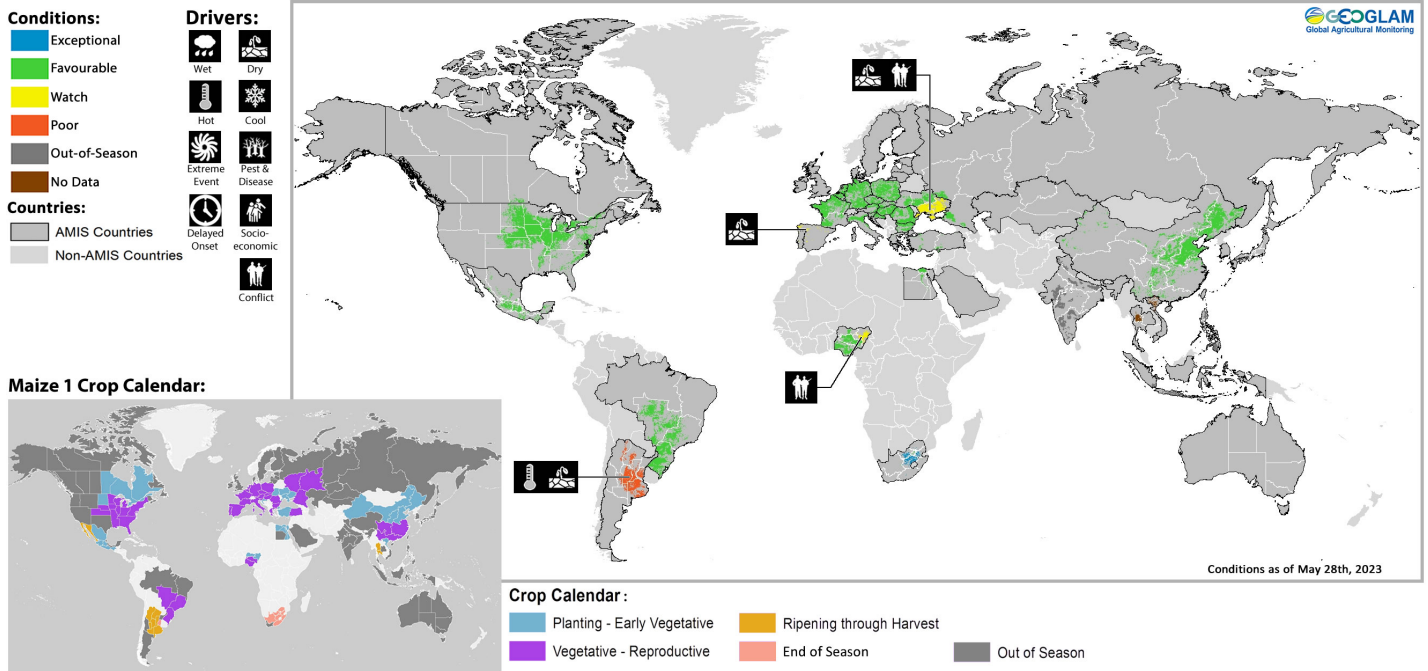 Conditions:
Exceptional
Favourable
Watch
Poor
Out-of-Season
No Data
Countries:
AMIS Countries
Non-AMIS Countries
Drivers:
Wet
Dry
Hot
Cool
Extreme
Event
Pest &
Disease
Delayed
Onset
Socio-
economic
Conflict
GEOGLAM
Global Agricultural Monitoring
Maize 1 Crop Calendar:
Conditions as of May 28th, 2023
Crop Calendar :
Planting - Early Vegetative
Ripening through Harvest
Vegetative - Reproductive
End of Season
Out of Season